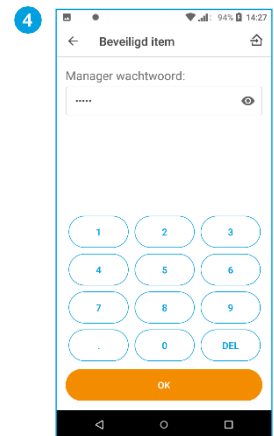 4
94% 14:27
Beveiligd item
Manager wachtwoord:
•••••
1 2 3
4 5 6
7 8 9
. 0 DEL
OK